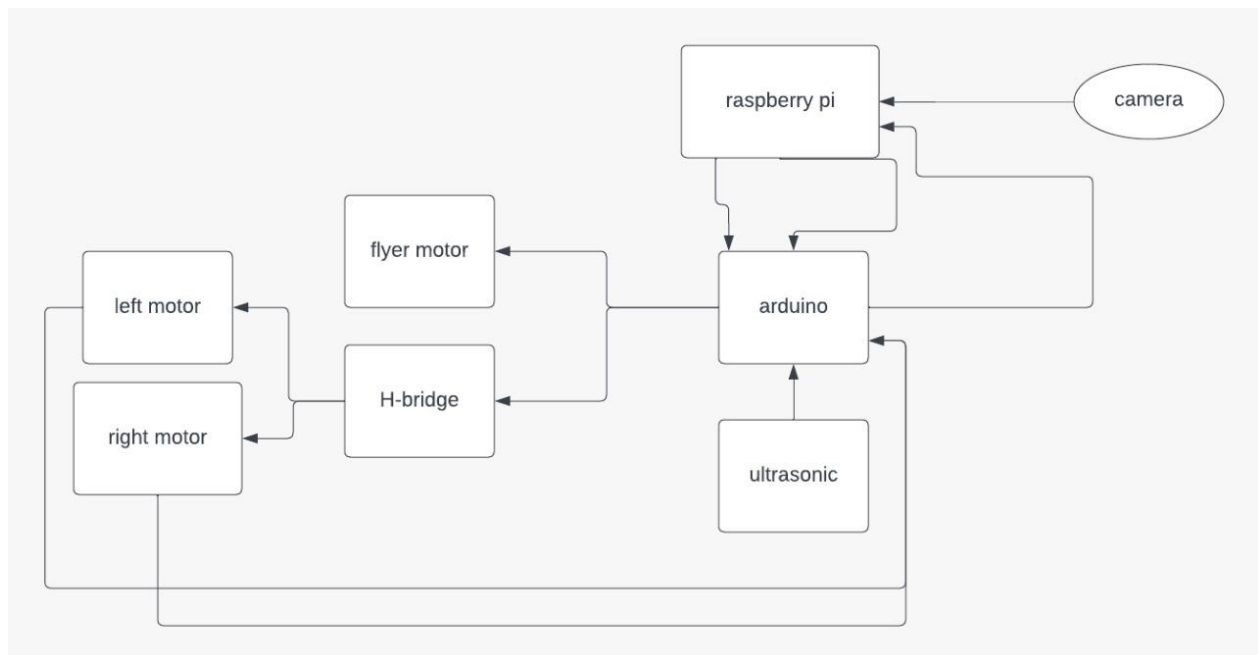 raspberry pi
camera
flyer motor
left motor
arduino
H-bridge
right motor
ultrasonic